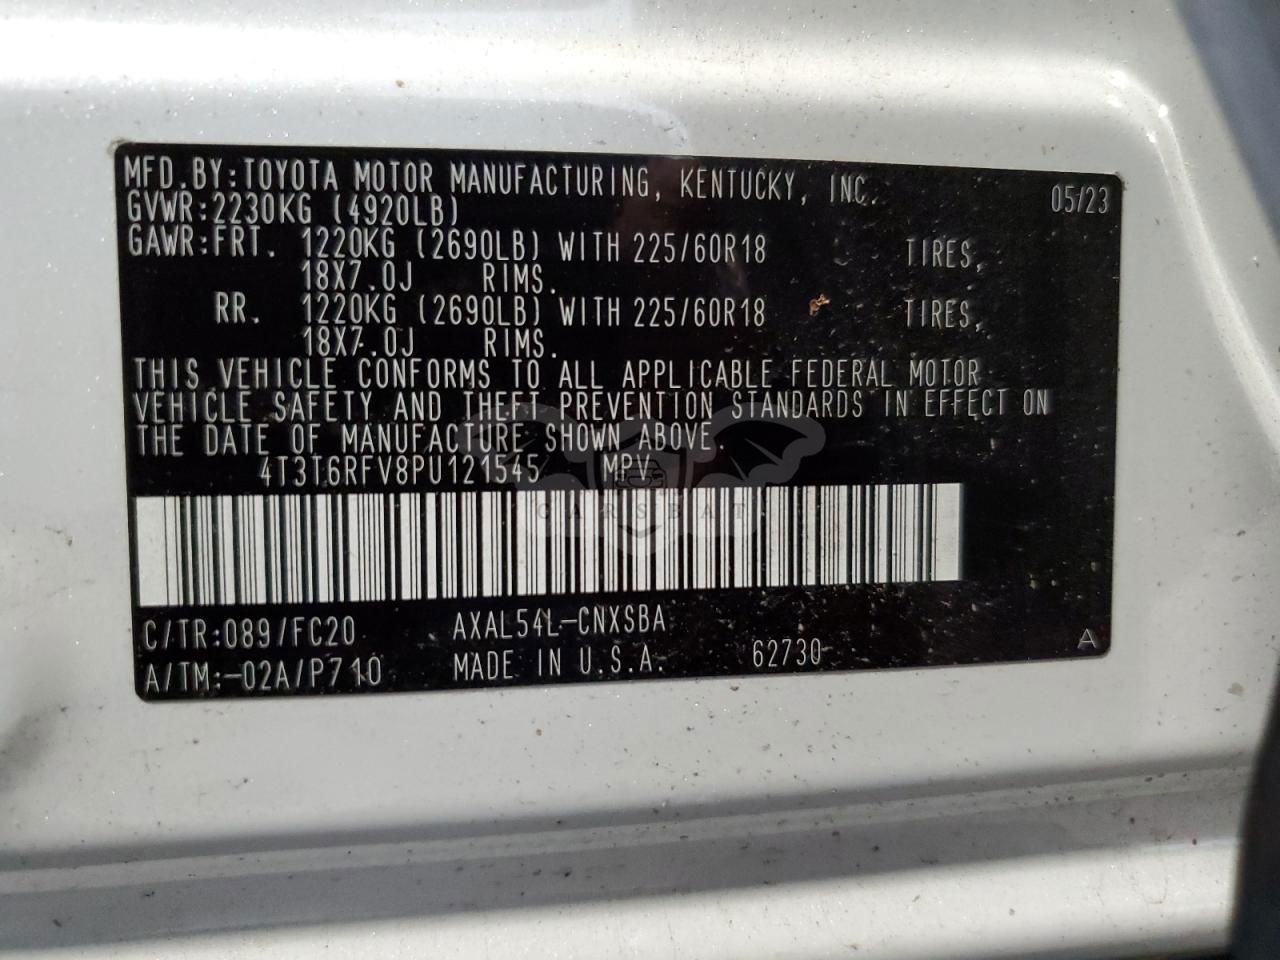 MFD.BY:TOYOTA MOTOR MANUFACTURING, KENTUCKY, INC. 05/23
GVWR:2230KG (4920LB)
GAWR:FRT. 1220KG (2690LB) WITH 225/60R18 TIRES,
18X7.0J RIMS.
RR. 1220KG (2690LB) WITH 225/60R18 TIRES,
18X7.0J RIMS.
THIS VEHICLE CONFORMS TO ALL APPLICABLE FEDERAL MOTOR
VEHICLE SAFETY AND THEFT PREVENTION STANDARDS IN EFFECT ON
THE DATE OF MANUFACTURE SHOWN ABOVE.
4T3T6RFV8PU121545 MPV
CARSBAT
C/TR:089/FC20 AXAL54L-CNXSBA
A/TM:-02A/P710 MADE IN U.S.A. 62730 A